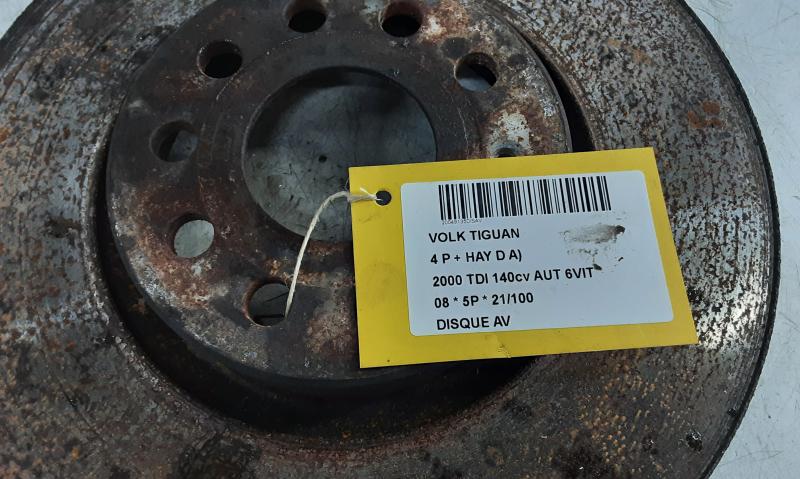 VOLK TIGUAN
4 P + HAY D A)
2000 TDI 140cv AUT 6VIT
08 * 5P * 21/100
DISQUE AV